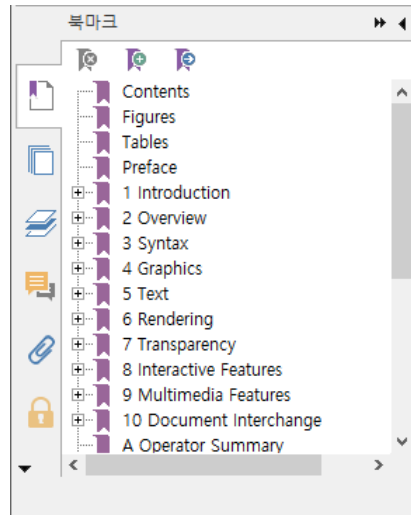 북마크
Contents
Figures
Tables
Preface
1 Introduction
2 Overview
3 Syntax
4 Graphics
5 Text
6 Rendering
7 Transparency
8 Interactive Features
9 Multimedia Features
10 Document Interchange
A Operator Summary